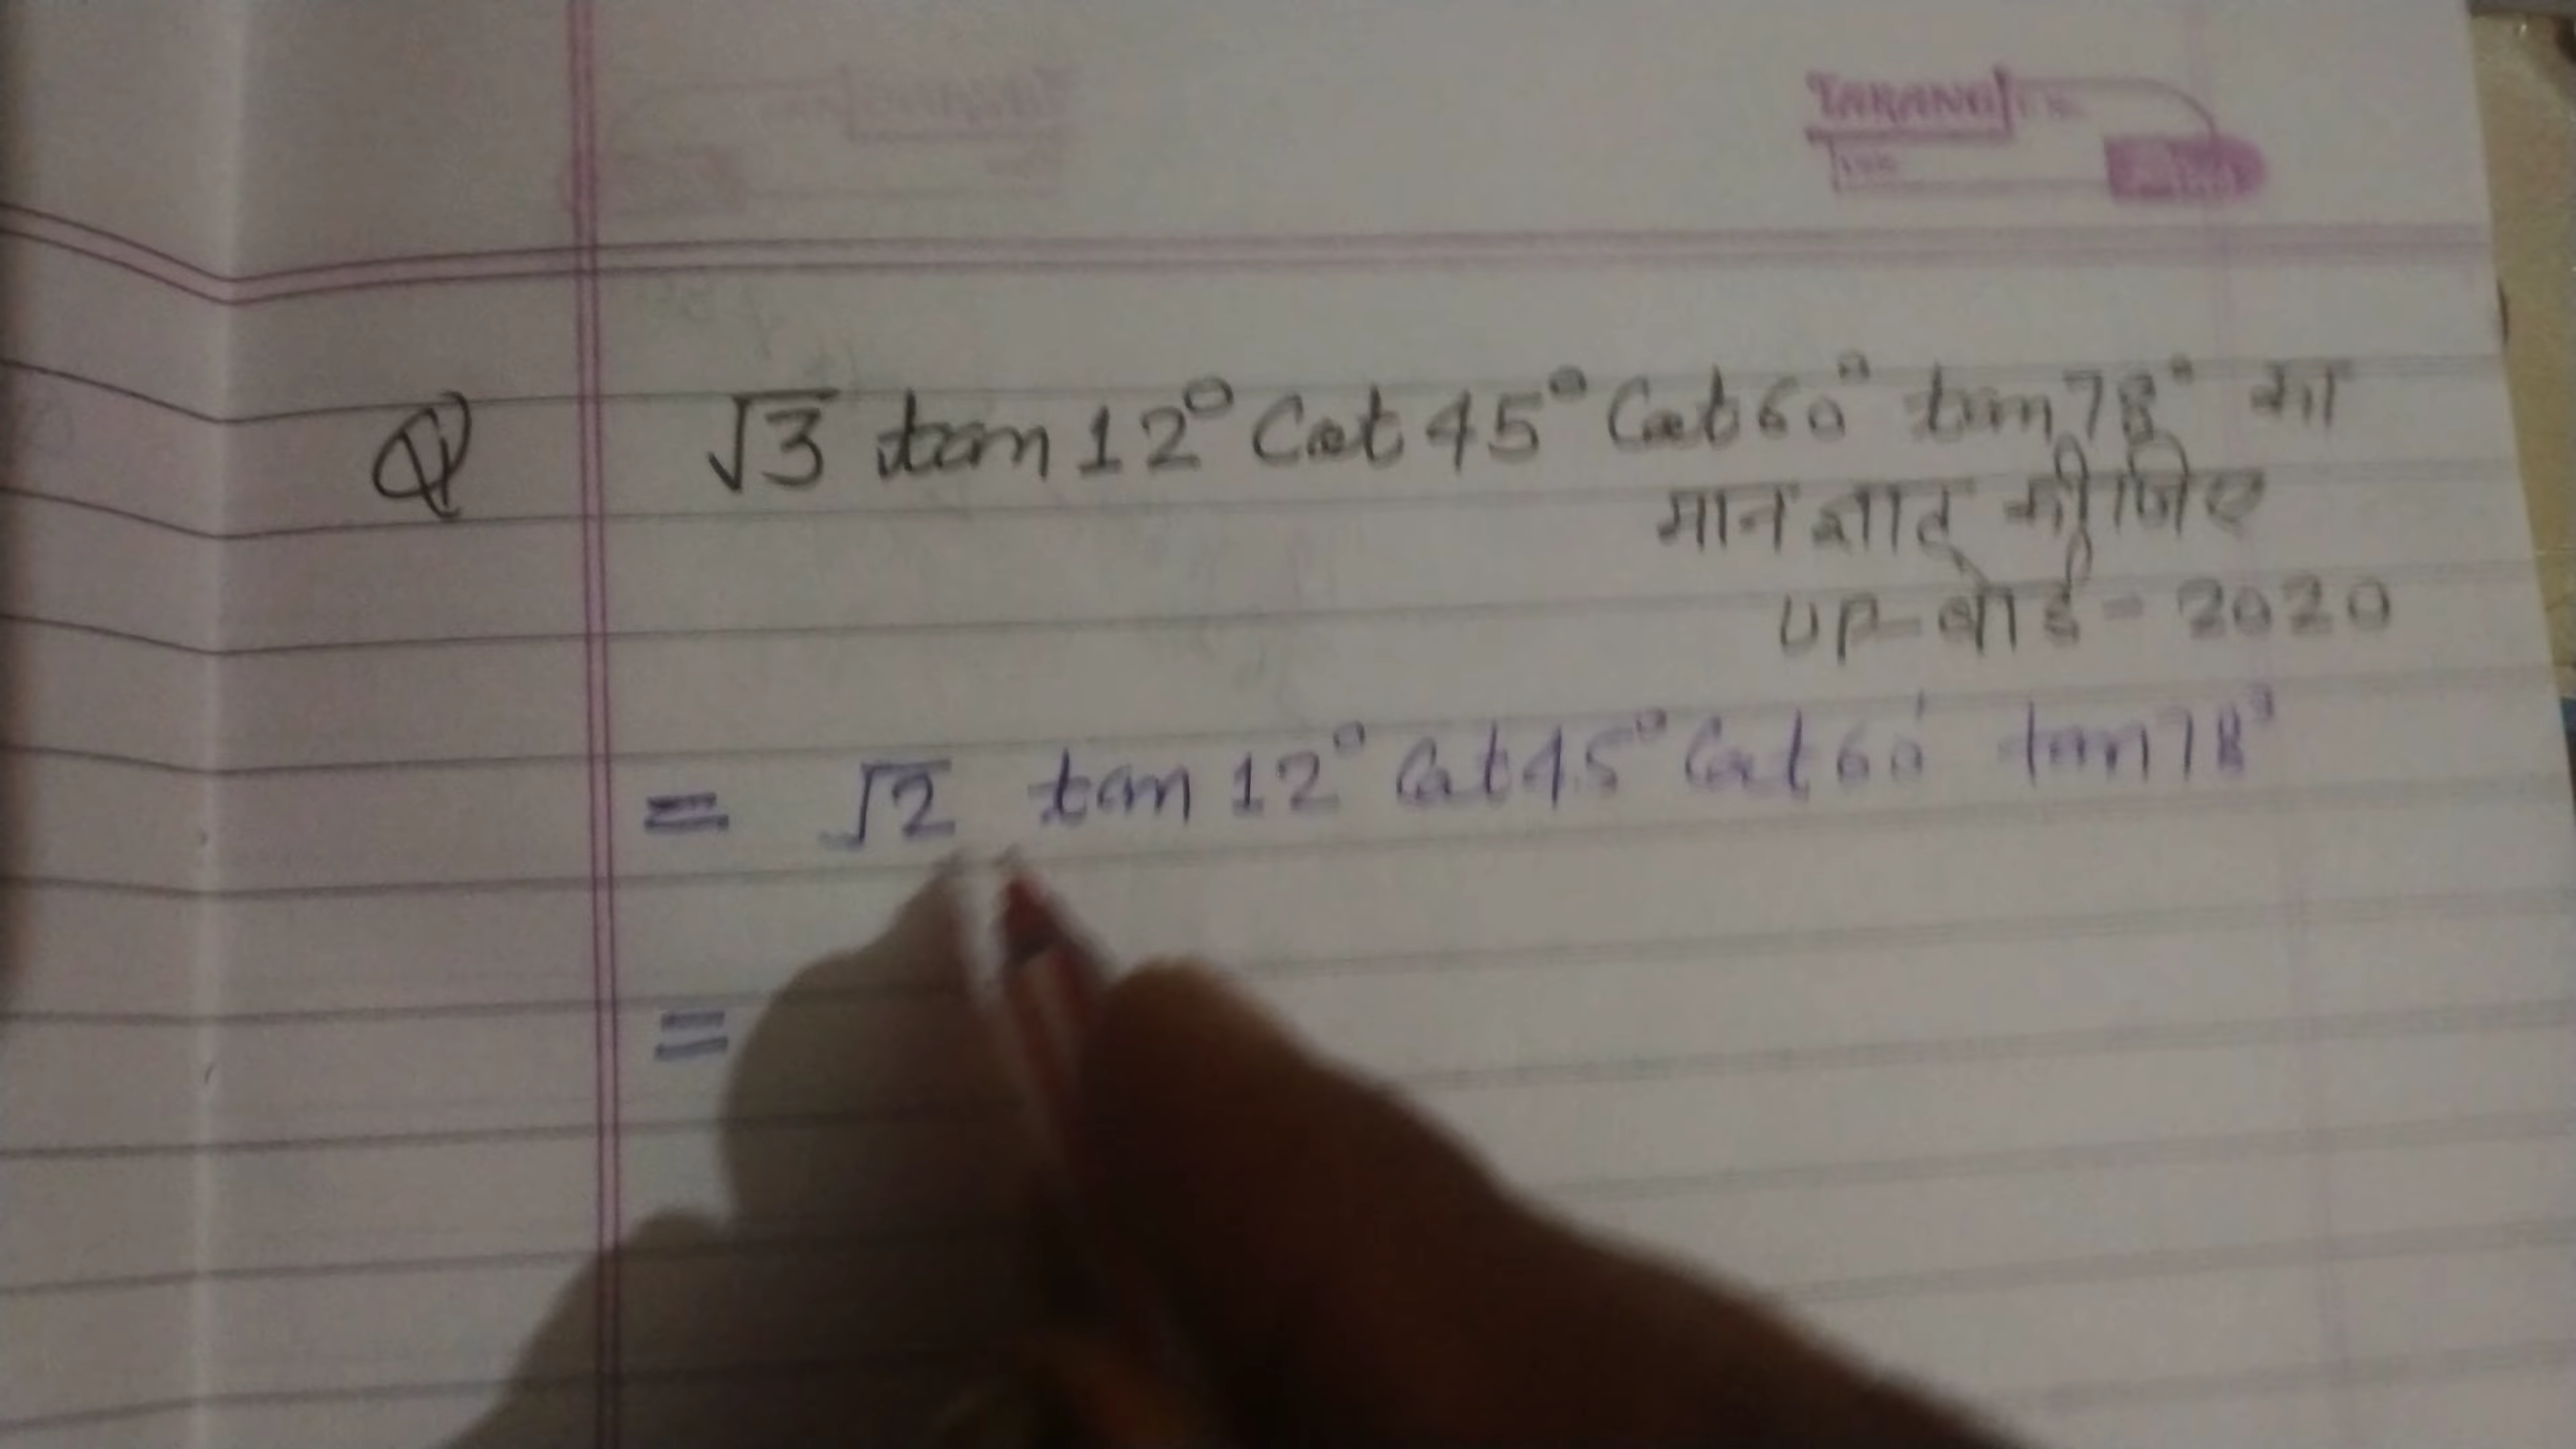 TARANG
Q √3 tan 12° Cot 45° Cot 60° tan 78° का
मान ज्ञात कीजिए
UP-बोर्ड - 2020
= √2 tan 12° Cot 45° Cot 60° tan 78°
=